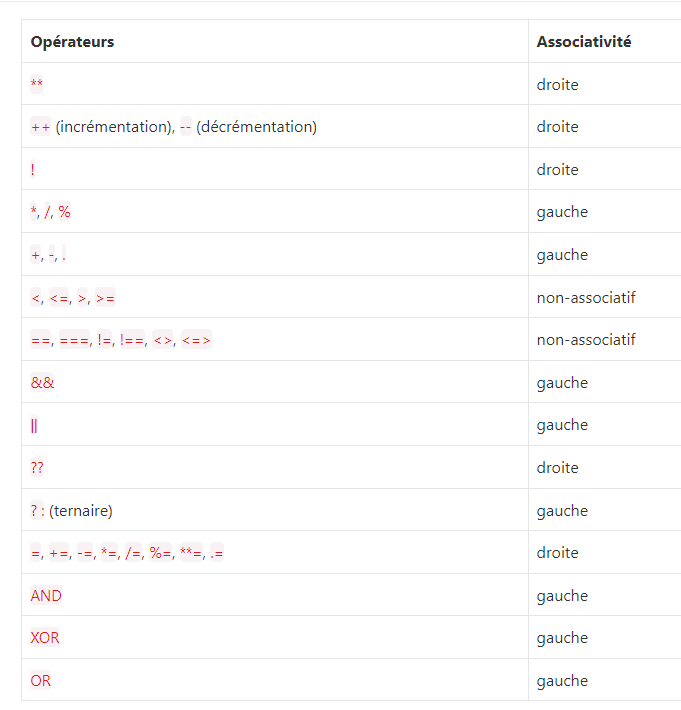 Opérateurs Associativité
** droite
++ (incrémentation), -- (décrémentation) droite
! droite
*, /, % gauche
+, -, . gauche
<, <=, >, >= non-associatif
==, ===, !=, !==, <>, <=> non-associatif
&& gauche
|| gauche
?? droite
? : (ternaire) gauche
=, +=, -=, *=, /=, %=, **=, .= droite
AND gauche
XOR gauche
OR gauche